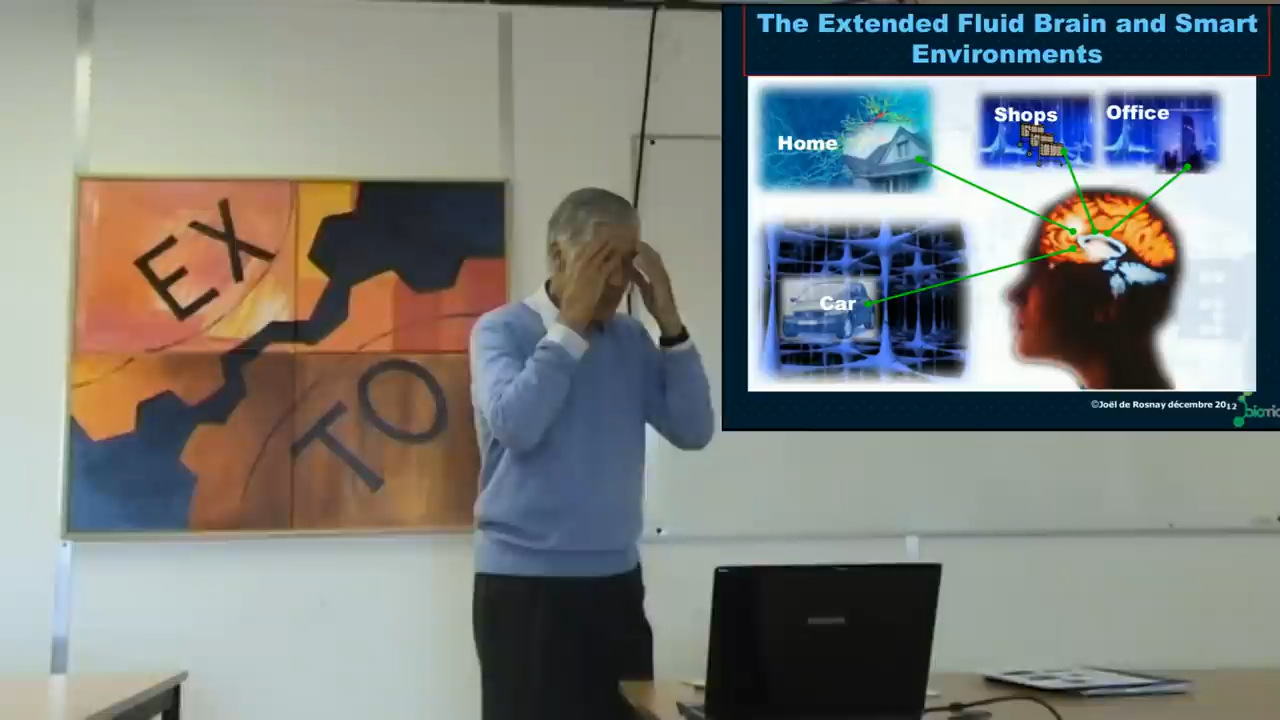 The Extended Fluid Brain and Smart
Environments
Home
Shops
Office
Car
©Joël de Rosnay décembre 2012
EX
TO